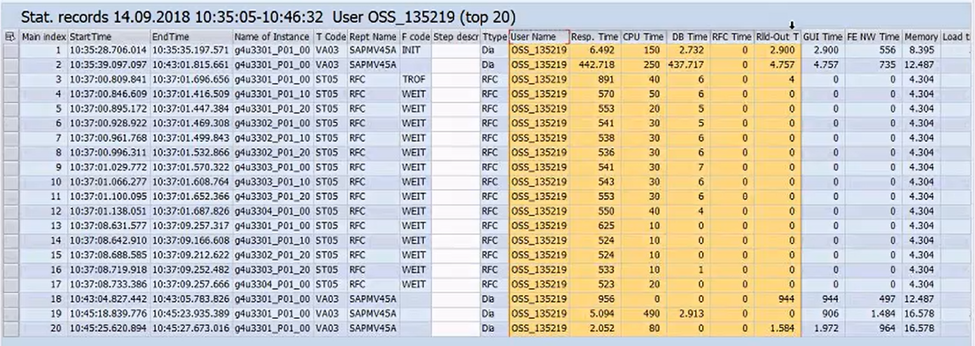 Stat. records 14.09.2018 10:35:05-10:46:32 User OSS_135219 (top 20)
Main index StartTime EndTime Name of Instance T Code Rept Name F code Step descr Ttype User Name Resp. Time CPU Time DB Time RFC Time Rlld-Out T GUI Time FE NW Time Memory Load t
1 10:35:28.706.014 10:35:35.197.571 g4u3301_P01_00 VA03 SAPMV45A INIT Dia OSS_135219 6.492 150 2.732 0 2.900 2.900 556 8.395
2 10:35:39.097.097 10:43:01.815.661 g4u3301_P01_00 VA03 SAPMV45A Dia OSS_135219 442.718 250 437.717 0 4.757 4.757 735 12.487
3 10:37:00.809.841 10:37:01.696.656 g4u3301_P01_00 ST05 RFC TROF RFC OSS_135219 891 40 6 0 4 0 0 4.304
4 10:37:00.846.609 10:37:01.416.509 g4u3301_P01_10 ST05 RFC WEIT RFC OSS_135219 570 50 6 0 0 0 0 4.304
5 10:37:00.895.172 10:37:01.447.384 g4u3301_P01_20 ST05 RFC WEIT RFC OSS_135219 553 20 5 0 0 0 0 4.304
6 10:37:00.928.922 10:37:01.469.308 g4u3302_P01_00 ST05 RFC WEIT RFC OSS_135219 541 30 5 0 0 0 0 4.304
7 10:37:00.961.768 10:37:01.499.843 g4u3302_P01_10 ST05 RFC WEIT RFC OSS_135219 538 30 6 0 0 0 0 4.304
8 10:37:00.996.311 10:37:01.532.866 g4u3302_P01_20 ST05 RFC WEIT RFC OSS_135219 536 30 6 0 0 0 0 4.304
9 10:37:01.029.772 10:37:01.570.322 g4u3303_P01_00 ST05 RFC WEIT RFC OSS_135219 541 30 7 0 0 0 0 4.304
10 10:37:01.066.277 10:37:01.608.764 g4u3303_P01_10 ST05 RFC WEIT RFC OSS_135219 543 30 6 0 0 0 0 4.304
11 10:37:01.100.095 10:37:01.652.366 g4u3303_P01_20 ST05 RFC WEIT RFC OSS_135219 553 30 6 0 0 0 0 4.304
12 10:37:01.138.051 10:37:01.687.826 g4u3304_P01_00 ST05 RFC WEIT RFC OSS_135219 550 40 4 0 0 0 0 4.304
13 10:37:08.631.577 10:37:09.257.317 g4u3301_P01_00 ST05 RFC WEIT RFC OSS_135219 625 10 0 0 0 0 0 4.304
14 10:37:08.642.910 10:37:09.166.608 g4u3301_P01_10 ST05 RFC WEIT RFC OSS_135219 524 10 0 0 0 0 0 4.304
15 10:37:08.688.585 10:37:09.212.622 g4u3302_P01_20 ST05 RFC WEIT RFC OSS_135219 524 10 0 0 0 0 0 4.304
16 10:37:08.719.918 10:37:09.252.482 g4u3303_P01_20 ST05 RFC WEIT RFC OSS_135219 533 10 1 0 0 0 0 4.304
17 10:37:08.733.386 10:37:09.257.666 g4u3304_P01_00 ST05 RFC WEIT RFC OSS_135219 523 20 0 0 0 0 0 4.304
18 10:43:04.827.442 10:43:05.783.826 g4u3301_P01_00 VA03 SAPMV45A Dia OSS_135219 956 0 0 0 944 944 497 12.487
19 10:45:18.839.776 10:45:23.935.389 g4u3301_P01_00 VA03 SAPMV45A Dia OSS_135219 5.094 490 2.913 0 0 906 1.484 16.578
20 10:45:25.620.894 10:45:27.673.016 g4u3301_P01_00 VA03 SAPMV45A Dia OSS_135219 2.052 80 0 0 1.584 1.972 964 16.578